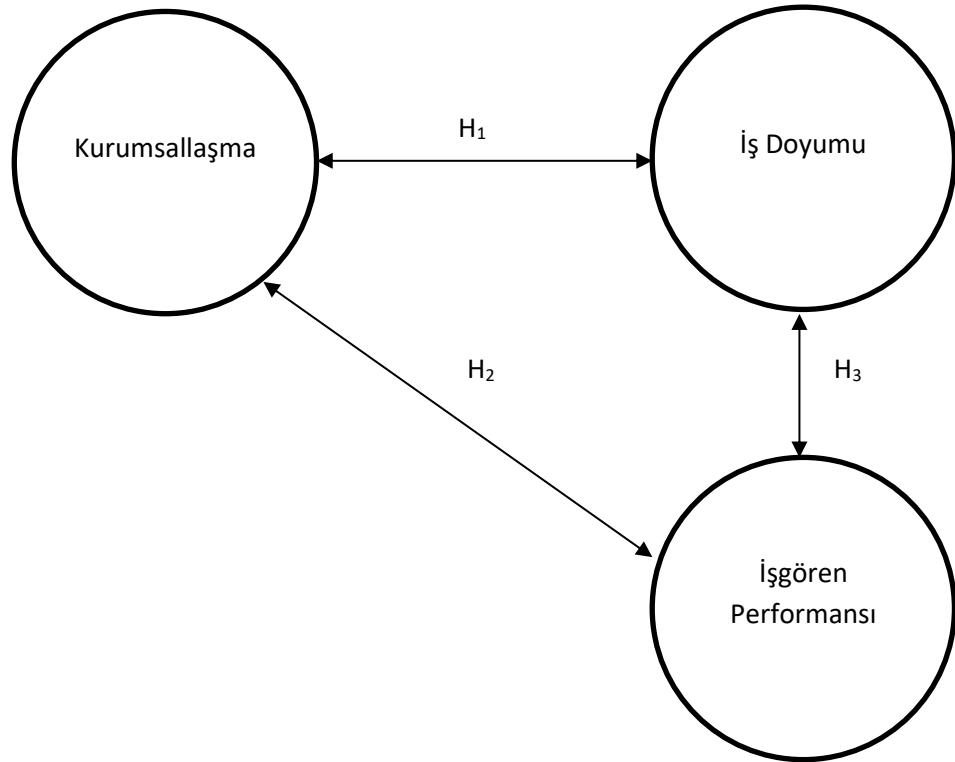 Kurumsallaşma
H₁
İş Doyumu
H₂
H₃
İşgören
Performansı